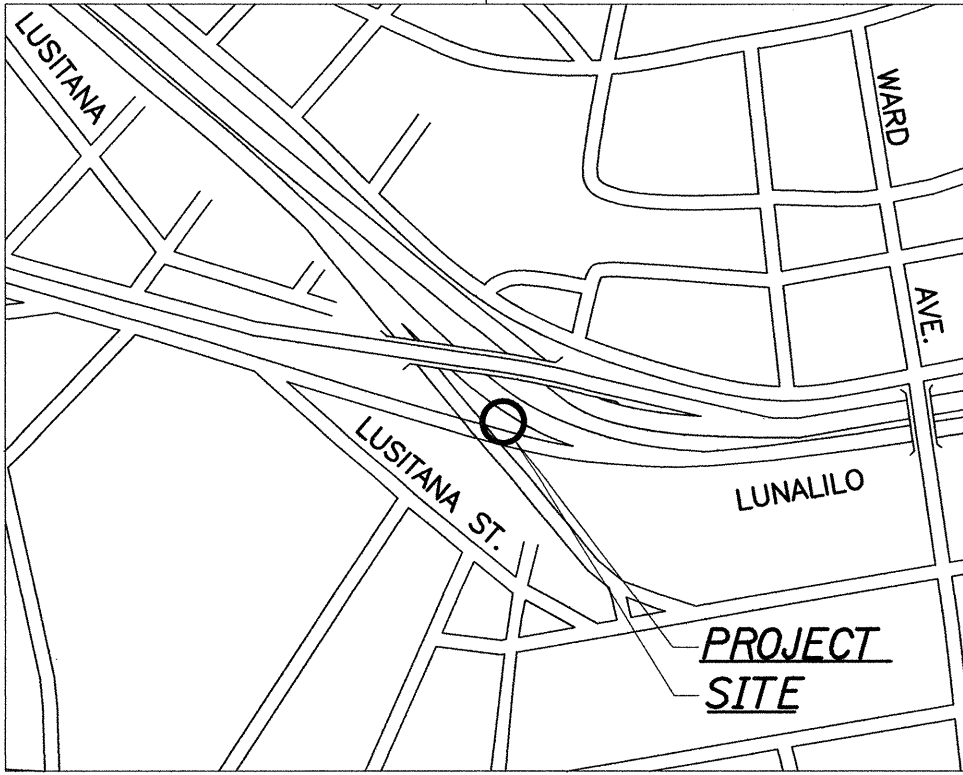 LUSITANA
WARD
AVE.
LUSITANA ST.
LUNALILO
PROJECT
SITE